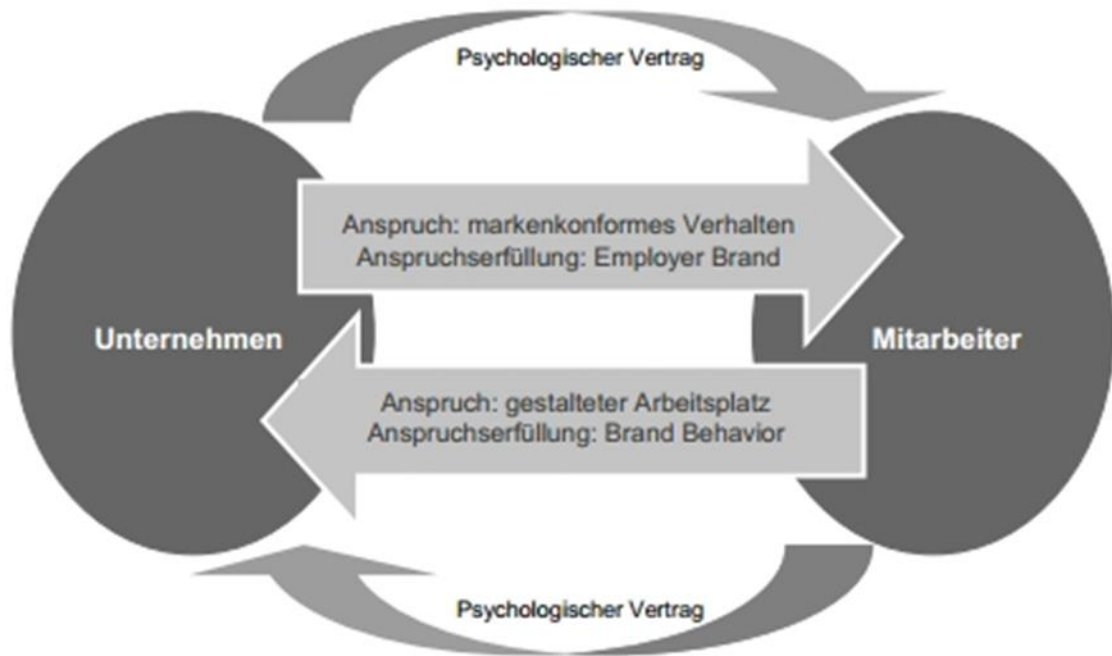 Psychologischer Vertrag
Anspruch: markenkonformes Verhalten
Anspruchserfüllung: Employer Brand
Unternehmen
Mitarbeiter
Anspruch: gestalteter Arbeitsplatz
Anspruchserfüllung: Brand Behavior
Psychologischer Vertrag